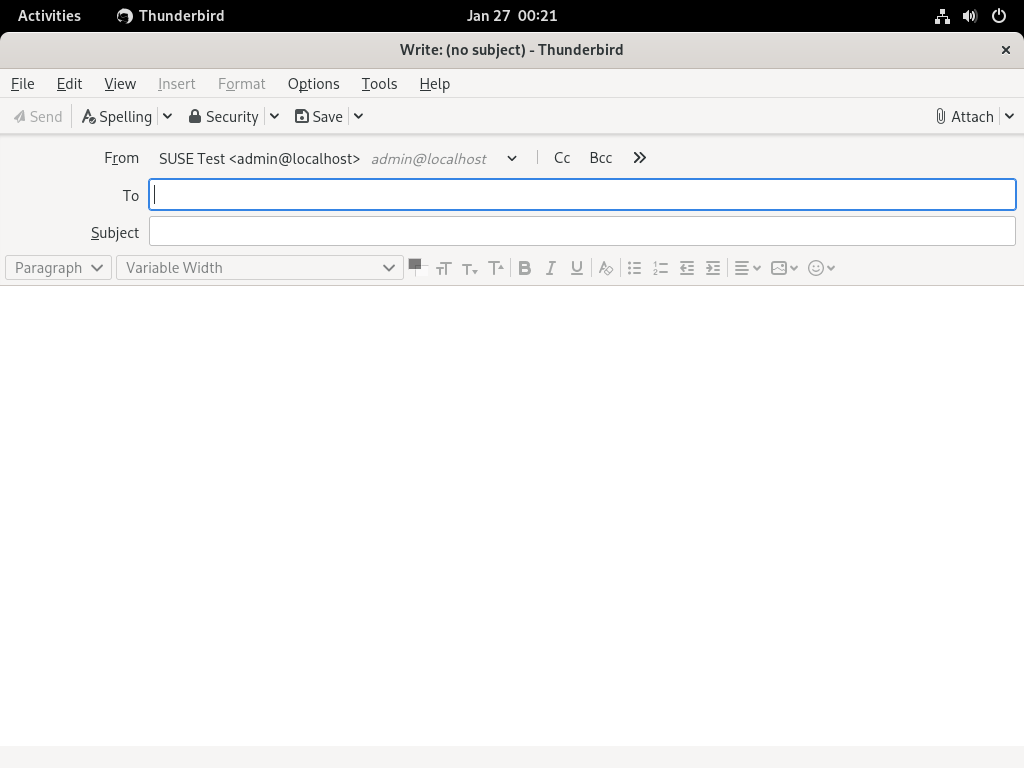 Activities Thunderbird Jan 27 00:21
Write: (no subject) - Thunderbird ×
File Edit View Insert Format Options Tools Help
Send Spelling Security Save Attach
From SUSE Test <admin@localhost> admin@localhost Cc Bcc
To
Subject
Paragraph Variable Width